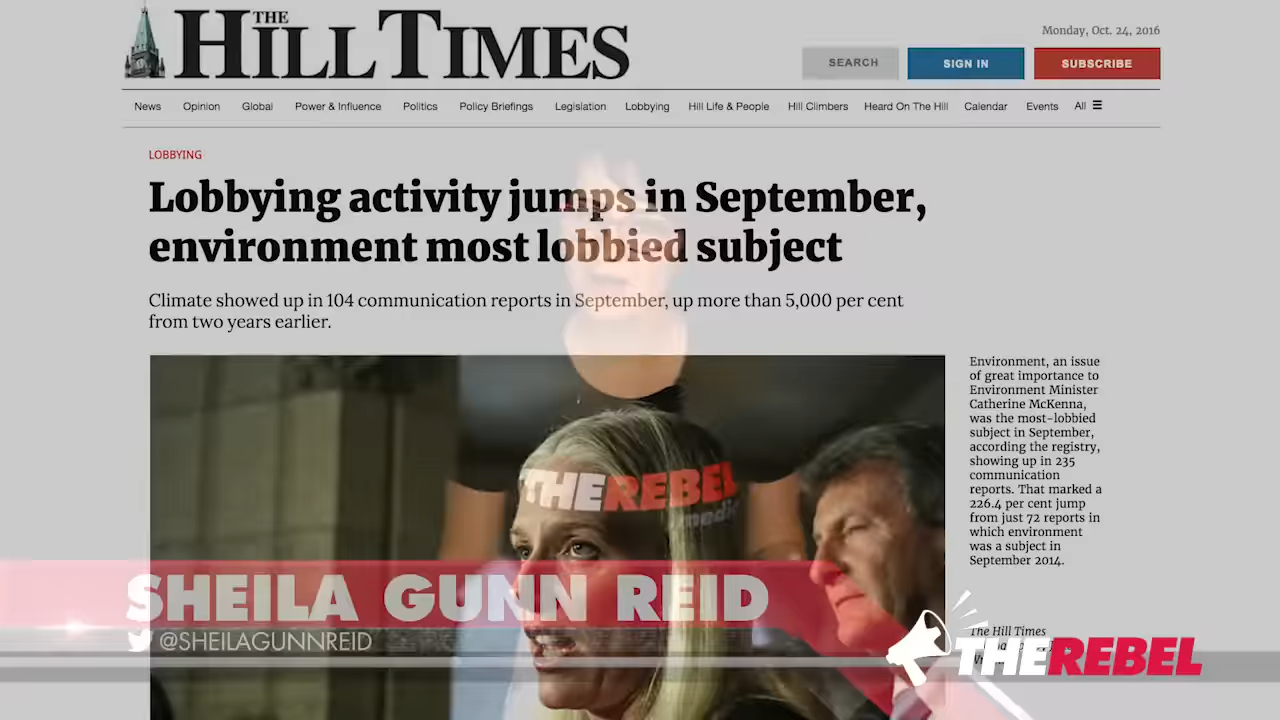 THE
HILL TIMES
Monday, Oct. 24, 2016
SEARCH
SIGN IN
SUBSCRIBE
News
Opinion
Global
Power & Influence
Politics
Policy Briefings
Legislation
Lobbying
Hill Life & People
Hill Climbers
Heard On The Hill
Calendar
Events
All
LOBBYING
Lobbying activity jumps in September,
environment most lobbied subject
Climate showed up in 104 communication reports in September, up more than 5,000 per cent
from two years earlier.
Environment, an issue
of great importance to
Environment Minister
Catherine McKenna,
was the most-lobbied
subject in September,
according the registry,
showing up in 235
communication
reports. That marked a
226.4 per cent jump
from just 72 reports in
which environment
was a subject in
September 2014.
The Hill Times
THEREBEL
media
SHEILA GUNN REID
@SHEILAGUNNREID
THEREBEL